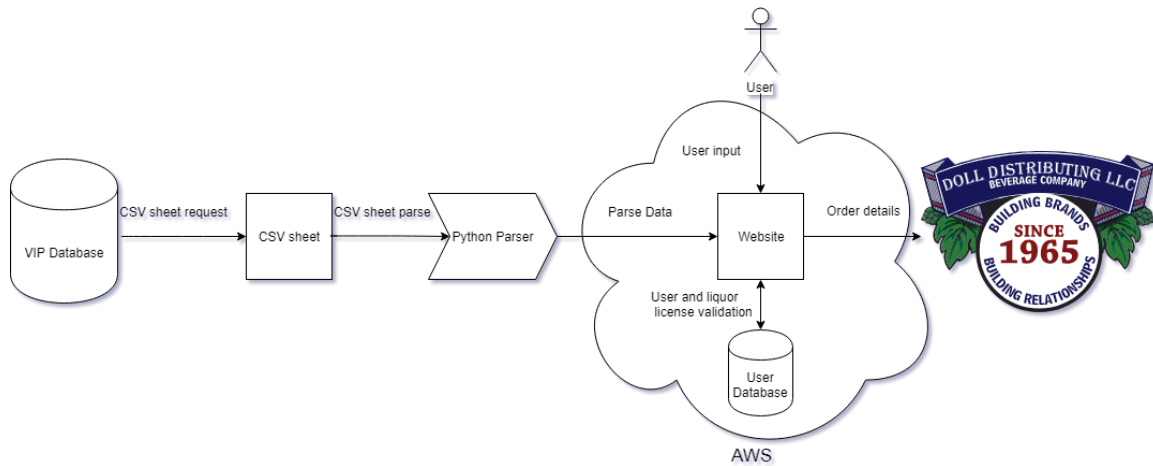 User
User input
VIP Database
CSV sheet request
CSV sheet
CSV sheet parse
Python Parser
Parse Data
Website
Order details
DOLL DISTRIBUTING LLC
BEVERAGE COMPANY
BUILDING BRANDS
SINCE
1965
BUILDING RELATIONSHIPS
User and liquor
license validation
User
Database
AWS